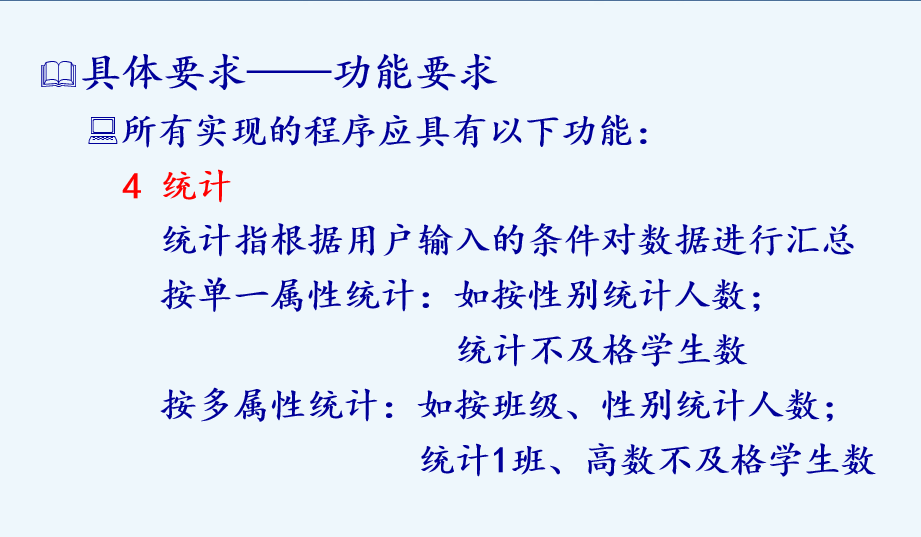 具体要求——功能要求
所有实现的程序应具有以下功能：
4 统计
统计指根据用户输入的条件对数据进行汇总
按单一属性统计：如按性别统计人数；
统计不及格学生数
按多属性统计：如按班级、性别统计人数；
统计1班、高数不及格学生数